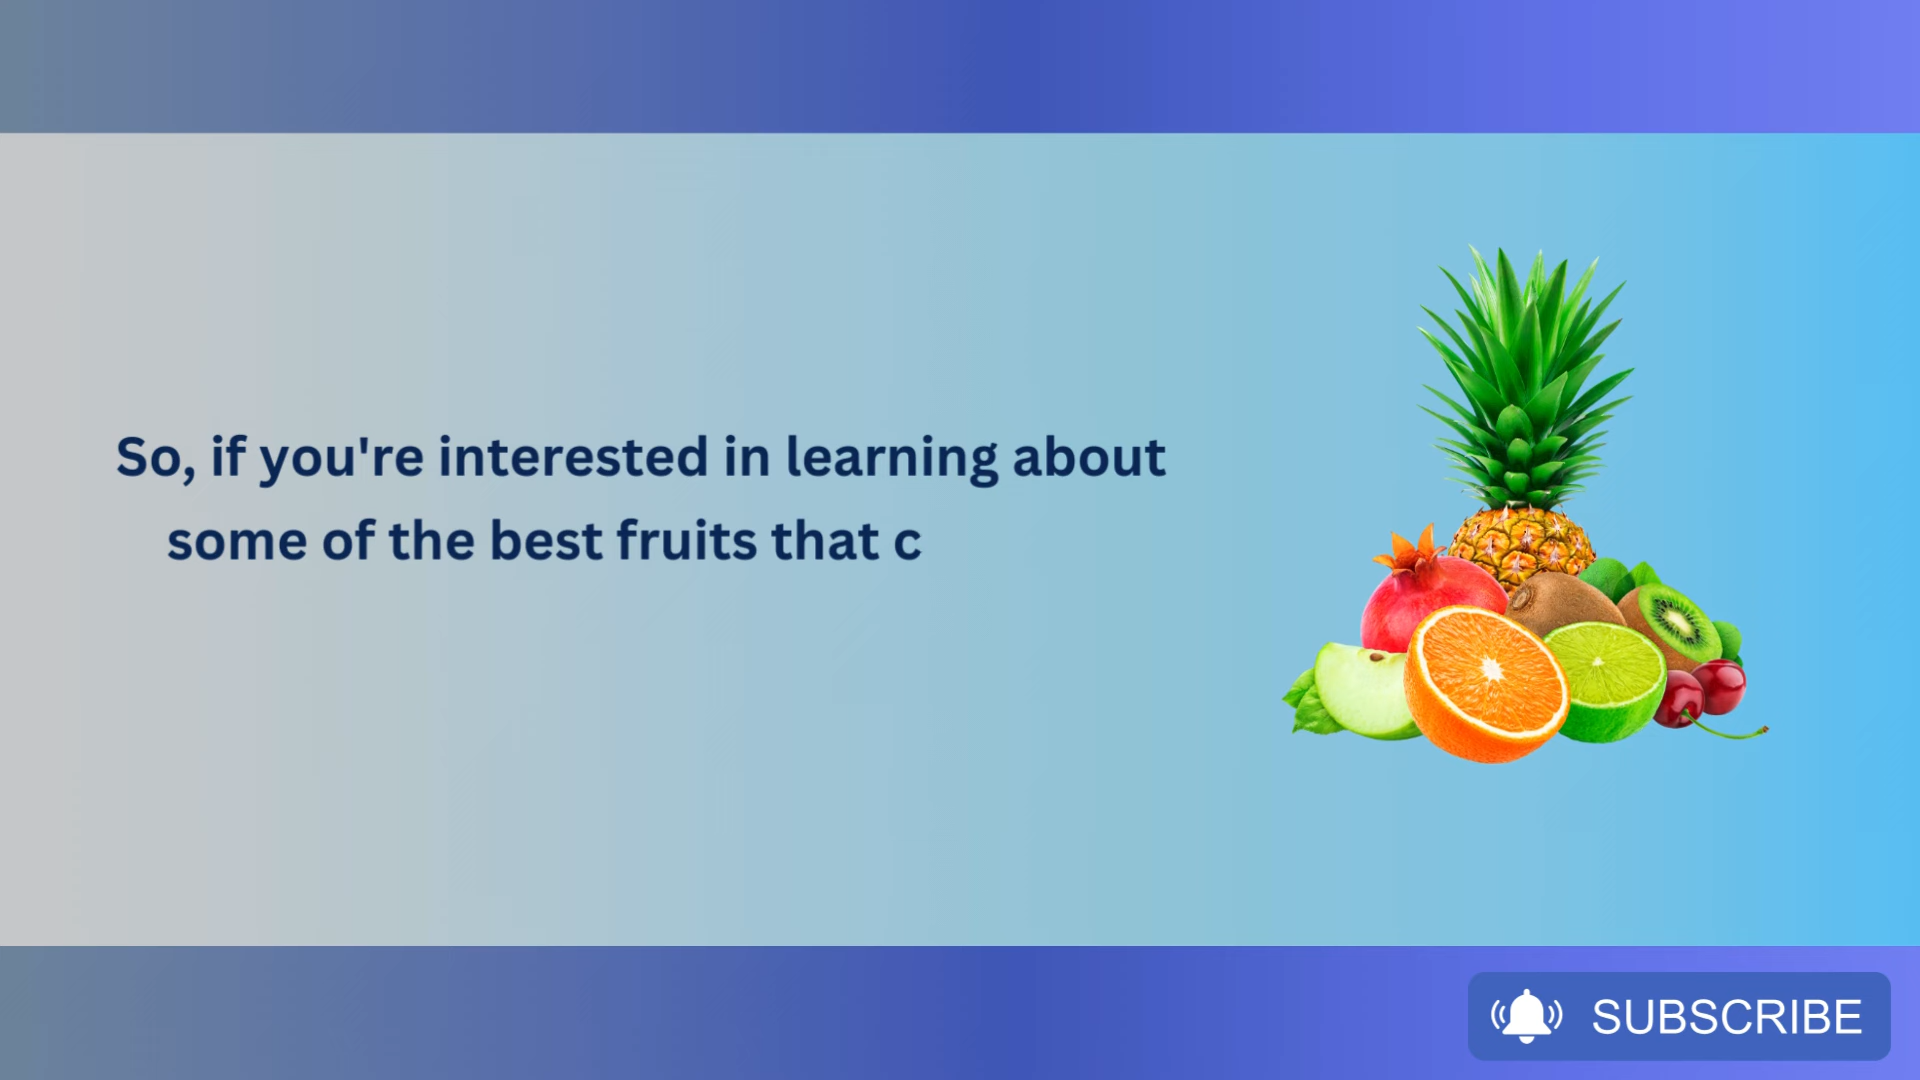 So, if you're interested in learning about
some of the best fruits that c
SUBSCRIBE